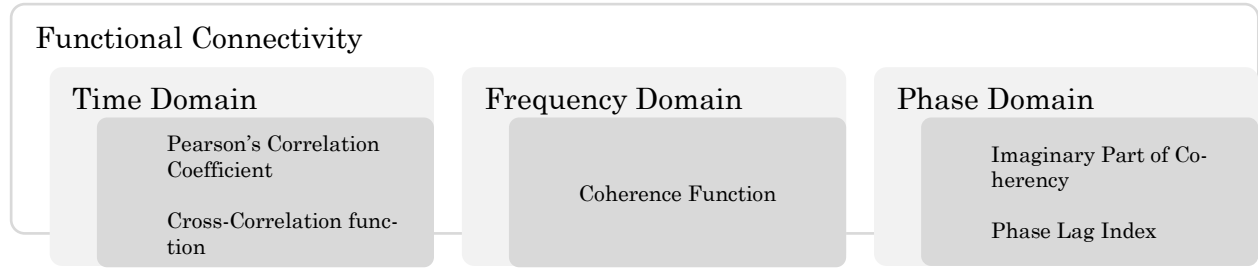 Functional Connectivity
Time Domain
Pearson’s Correlation
Coefficient
Cross-Correlation func-
tion
Frequency Domain
Coherence Function
Phase Domain
Imaginary Part of Co-
herency
Phase Lag Index